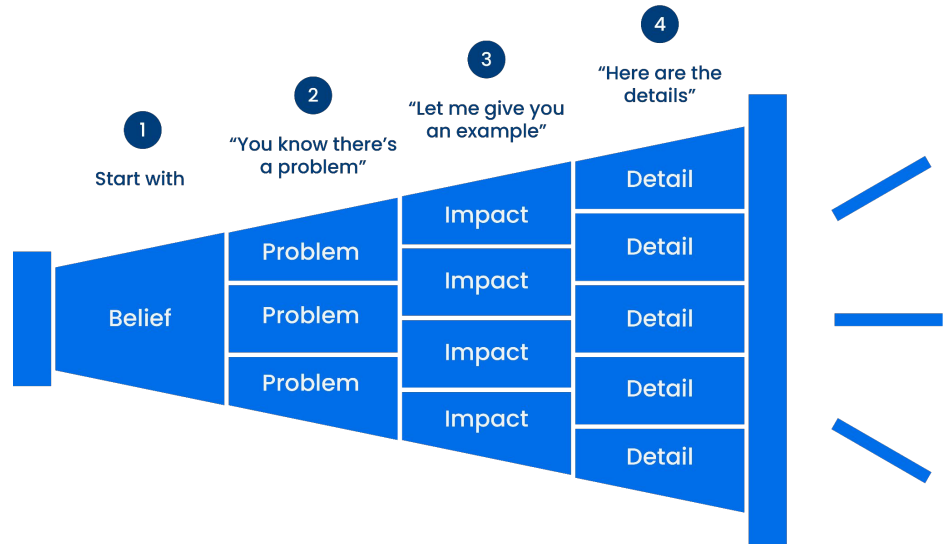 1
Start with
2
“You know there’s
a problem”
3
“Let me give you
an example”
4
“Here are the
details”
Belief
Problem
Problem
Problem
Impact
Impact
Impact
Impact
Detail
Detail
Detail
Detail
Detail